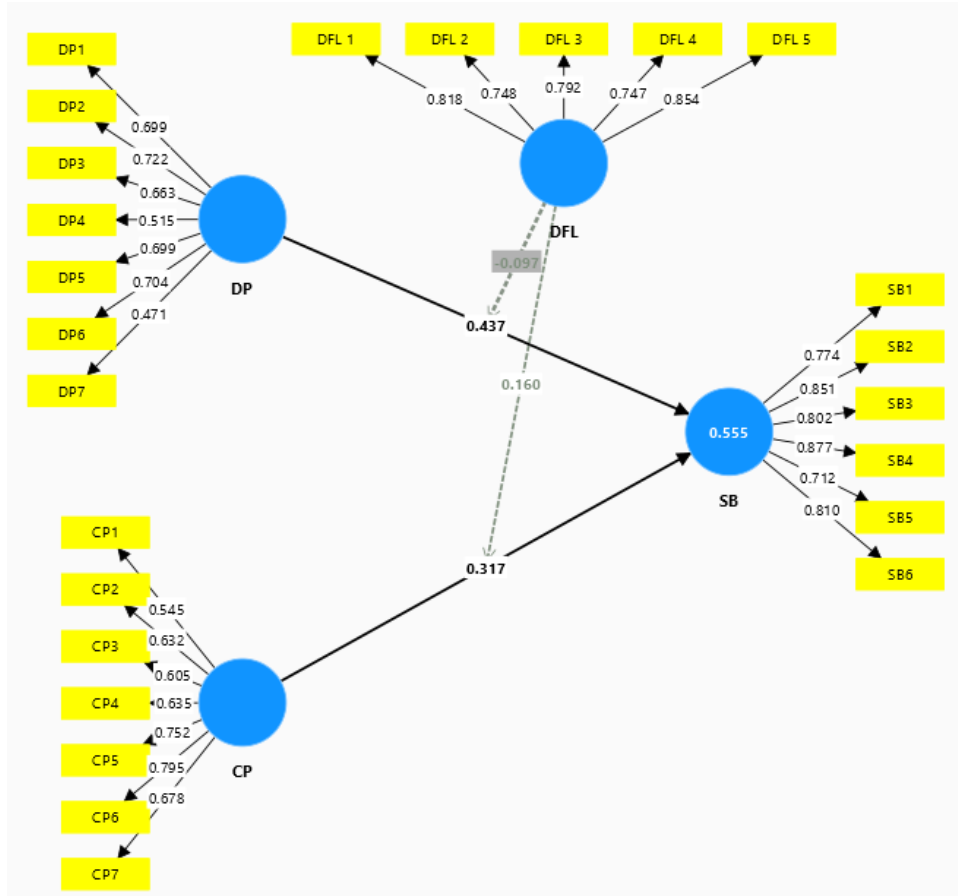 DP1
DP2
DP3
DP4
DP5
DP6
DP7
0.699
0.722
0.663
0.515
0.699
0.704
0.471
DP
DFL 1
DFL 2
DFL 3
DFL 4
DFL 5
0.818
0.748
0.792
0.747
0.854
DFL
-0.097
0.437
0.160
0.317
0.555
SB
0.774
0.851
0.802
0.877
0.712
0.810
SB1
SB2
SB3
SB4
SB5
SB6
CP1
CP2
CP3
CP4
CP5
CP6
CP7
0.545
0.632
0.605
0.635
0.752
0.795
0.678
CP